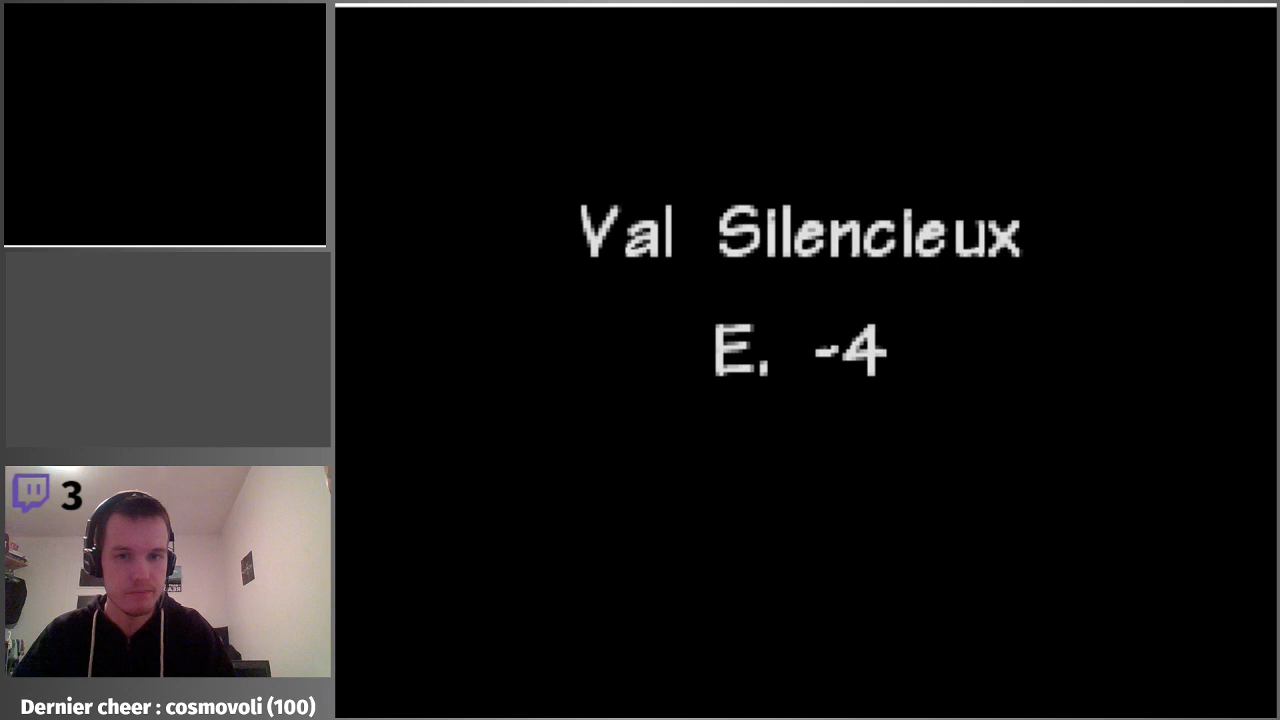 Val Silencieux
E. -4
3
Dernier cheer : cosmovoli (100)